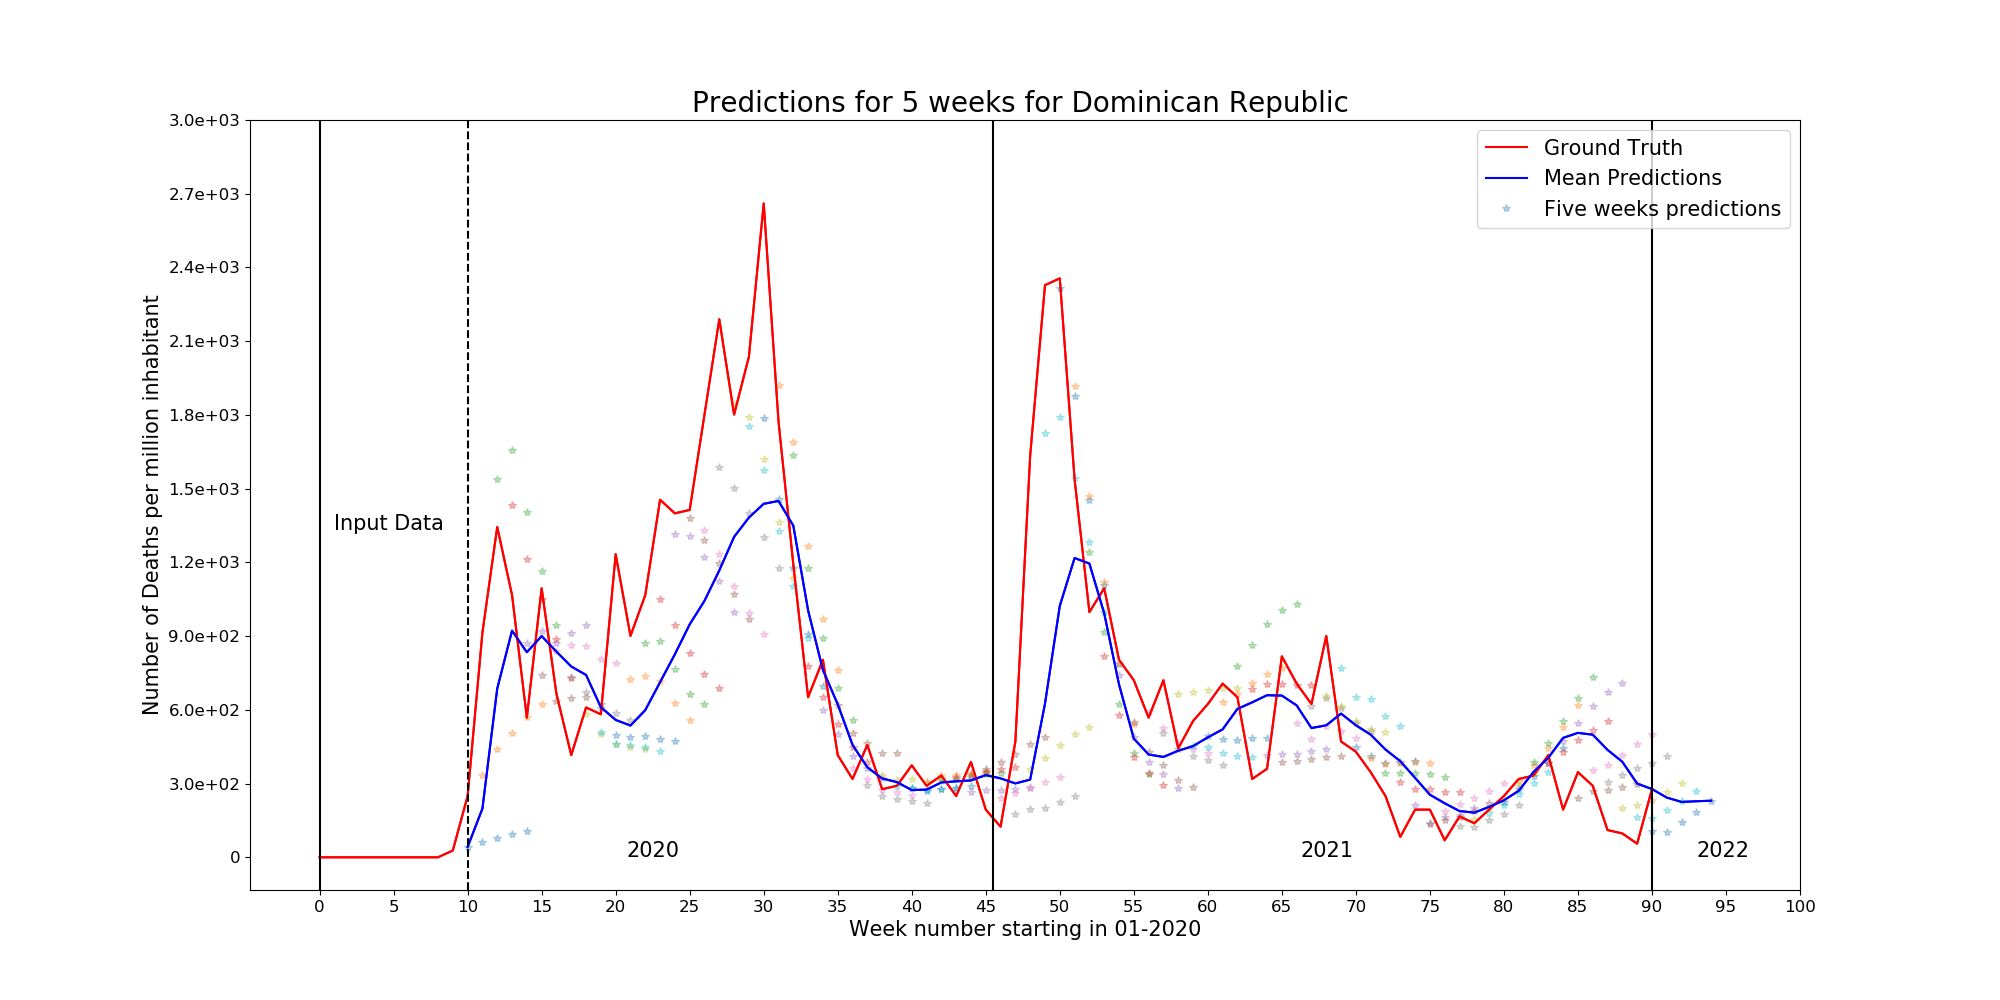 Predictions for 5 weeks for Dominican Republic
3.0e+03
2.7e+03
2.4e+03
2.1e+03
1.8e+03
1.5e+03
1.2e+03
9.0e+02
6.0e+02
3.0e+02
0
Number of Deaths per million inhabitant
Ground Truth
Mean Predictions
Five weeks predictions
Input Data
2020
2021
2022
0 5 10 15 20 25 30 35 40 45 50 55 60 65 70 75 80 85 90 95 100
Week number starting in 01-2020